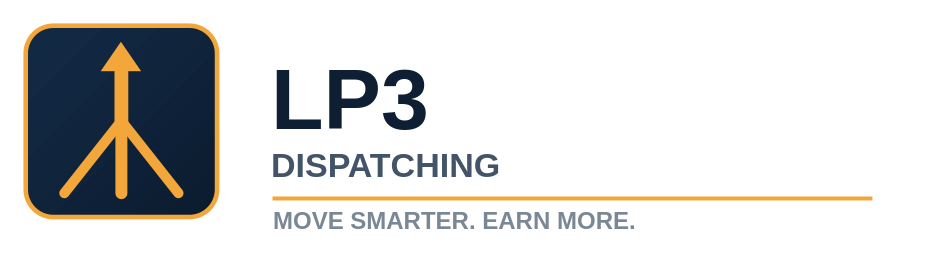 LP3
DISPATCHING
MOVE SMARTER. EARN MORE.